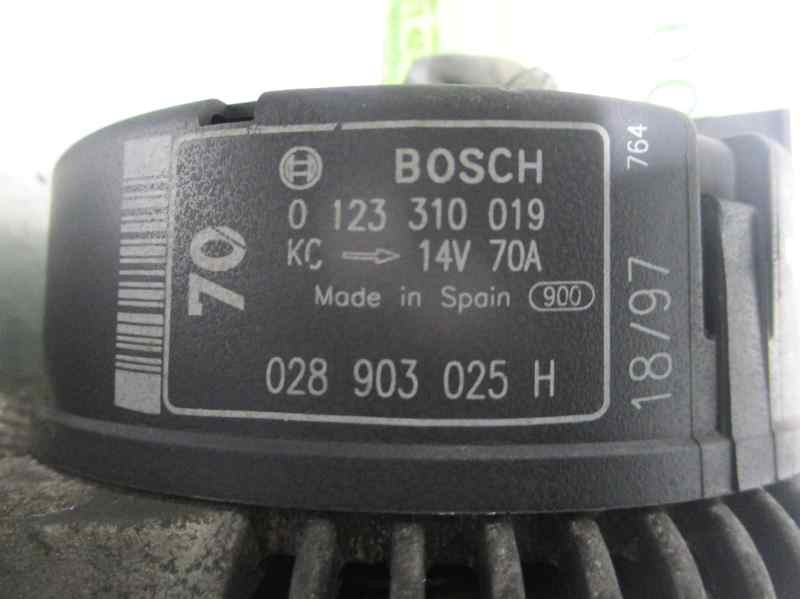 BOSCH
0 123 310 019
KC → 14V 70A
Made in Spain 900
028 903 025 H
70
764
18/97